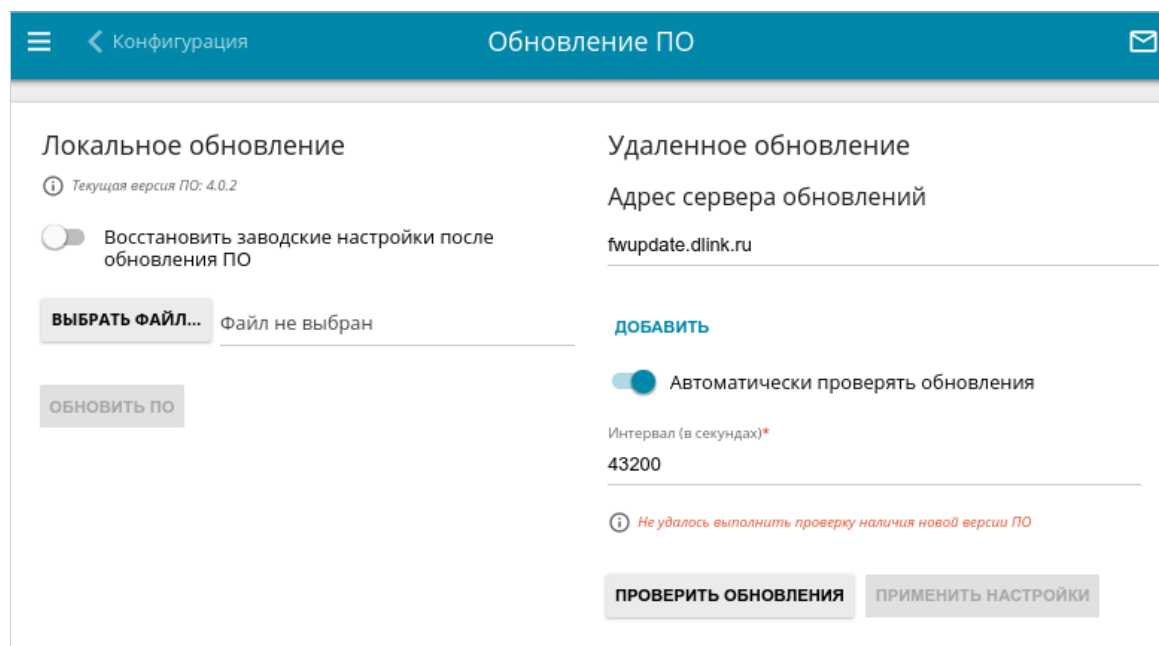 Конфигурация
Обновление ПО
Локальное обновление
Текущая версия ПО: 4.0.2
Восстановить заводские настройки после
обновления ПО
ВЫБРАТЬ ФАЙЛ...
Файл не выбран
ОБНОВИТЬ ПО
Удаленное обновление
Адрес сервера обновлений
fwupdate.dlink.ru
ДОБАВИТЬ
Автоматически проверять обновления
Интервал (в секундах)*
43200
Не удалось выполнить проверку наличия новой версии ПО
ПРОВЕРИТЬ ОБНОВЛЕНИЯ
ПРИМЕНИТЬ НАСТРОЙКИ